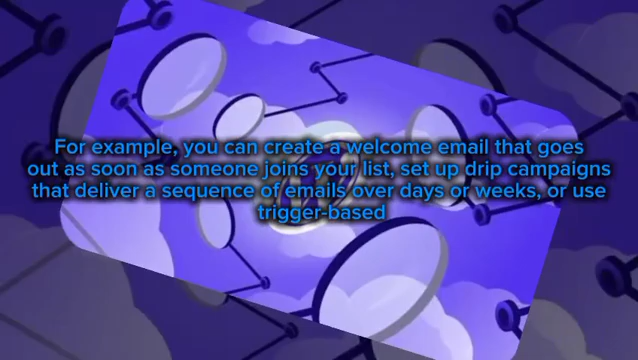 For example, you can create a welcome email that goes
out as soon as someone joins your list, set up drip campaigns
that deliver a sequence of emails over days or weeks, or use
trigger-based